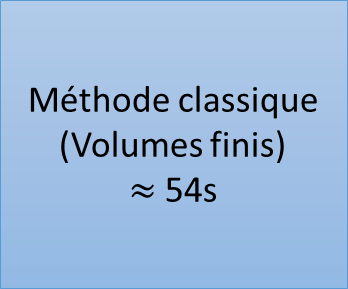 Méthode classique
(Volumes finis)
≈ 54s